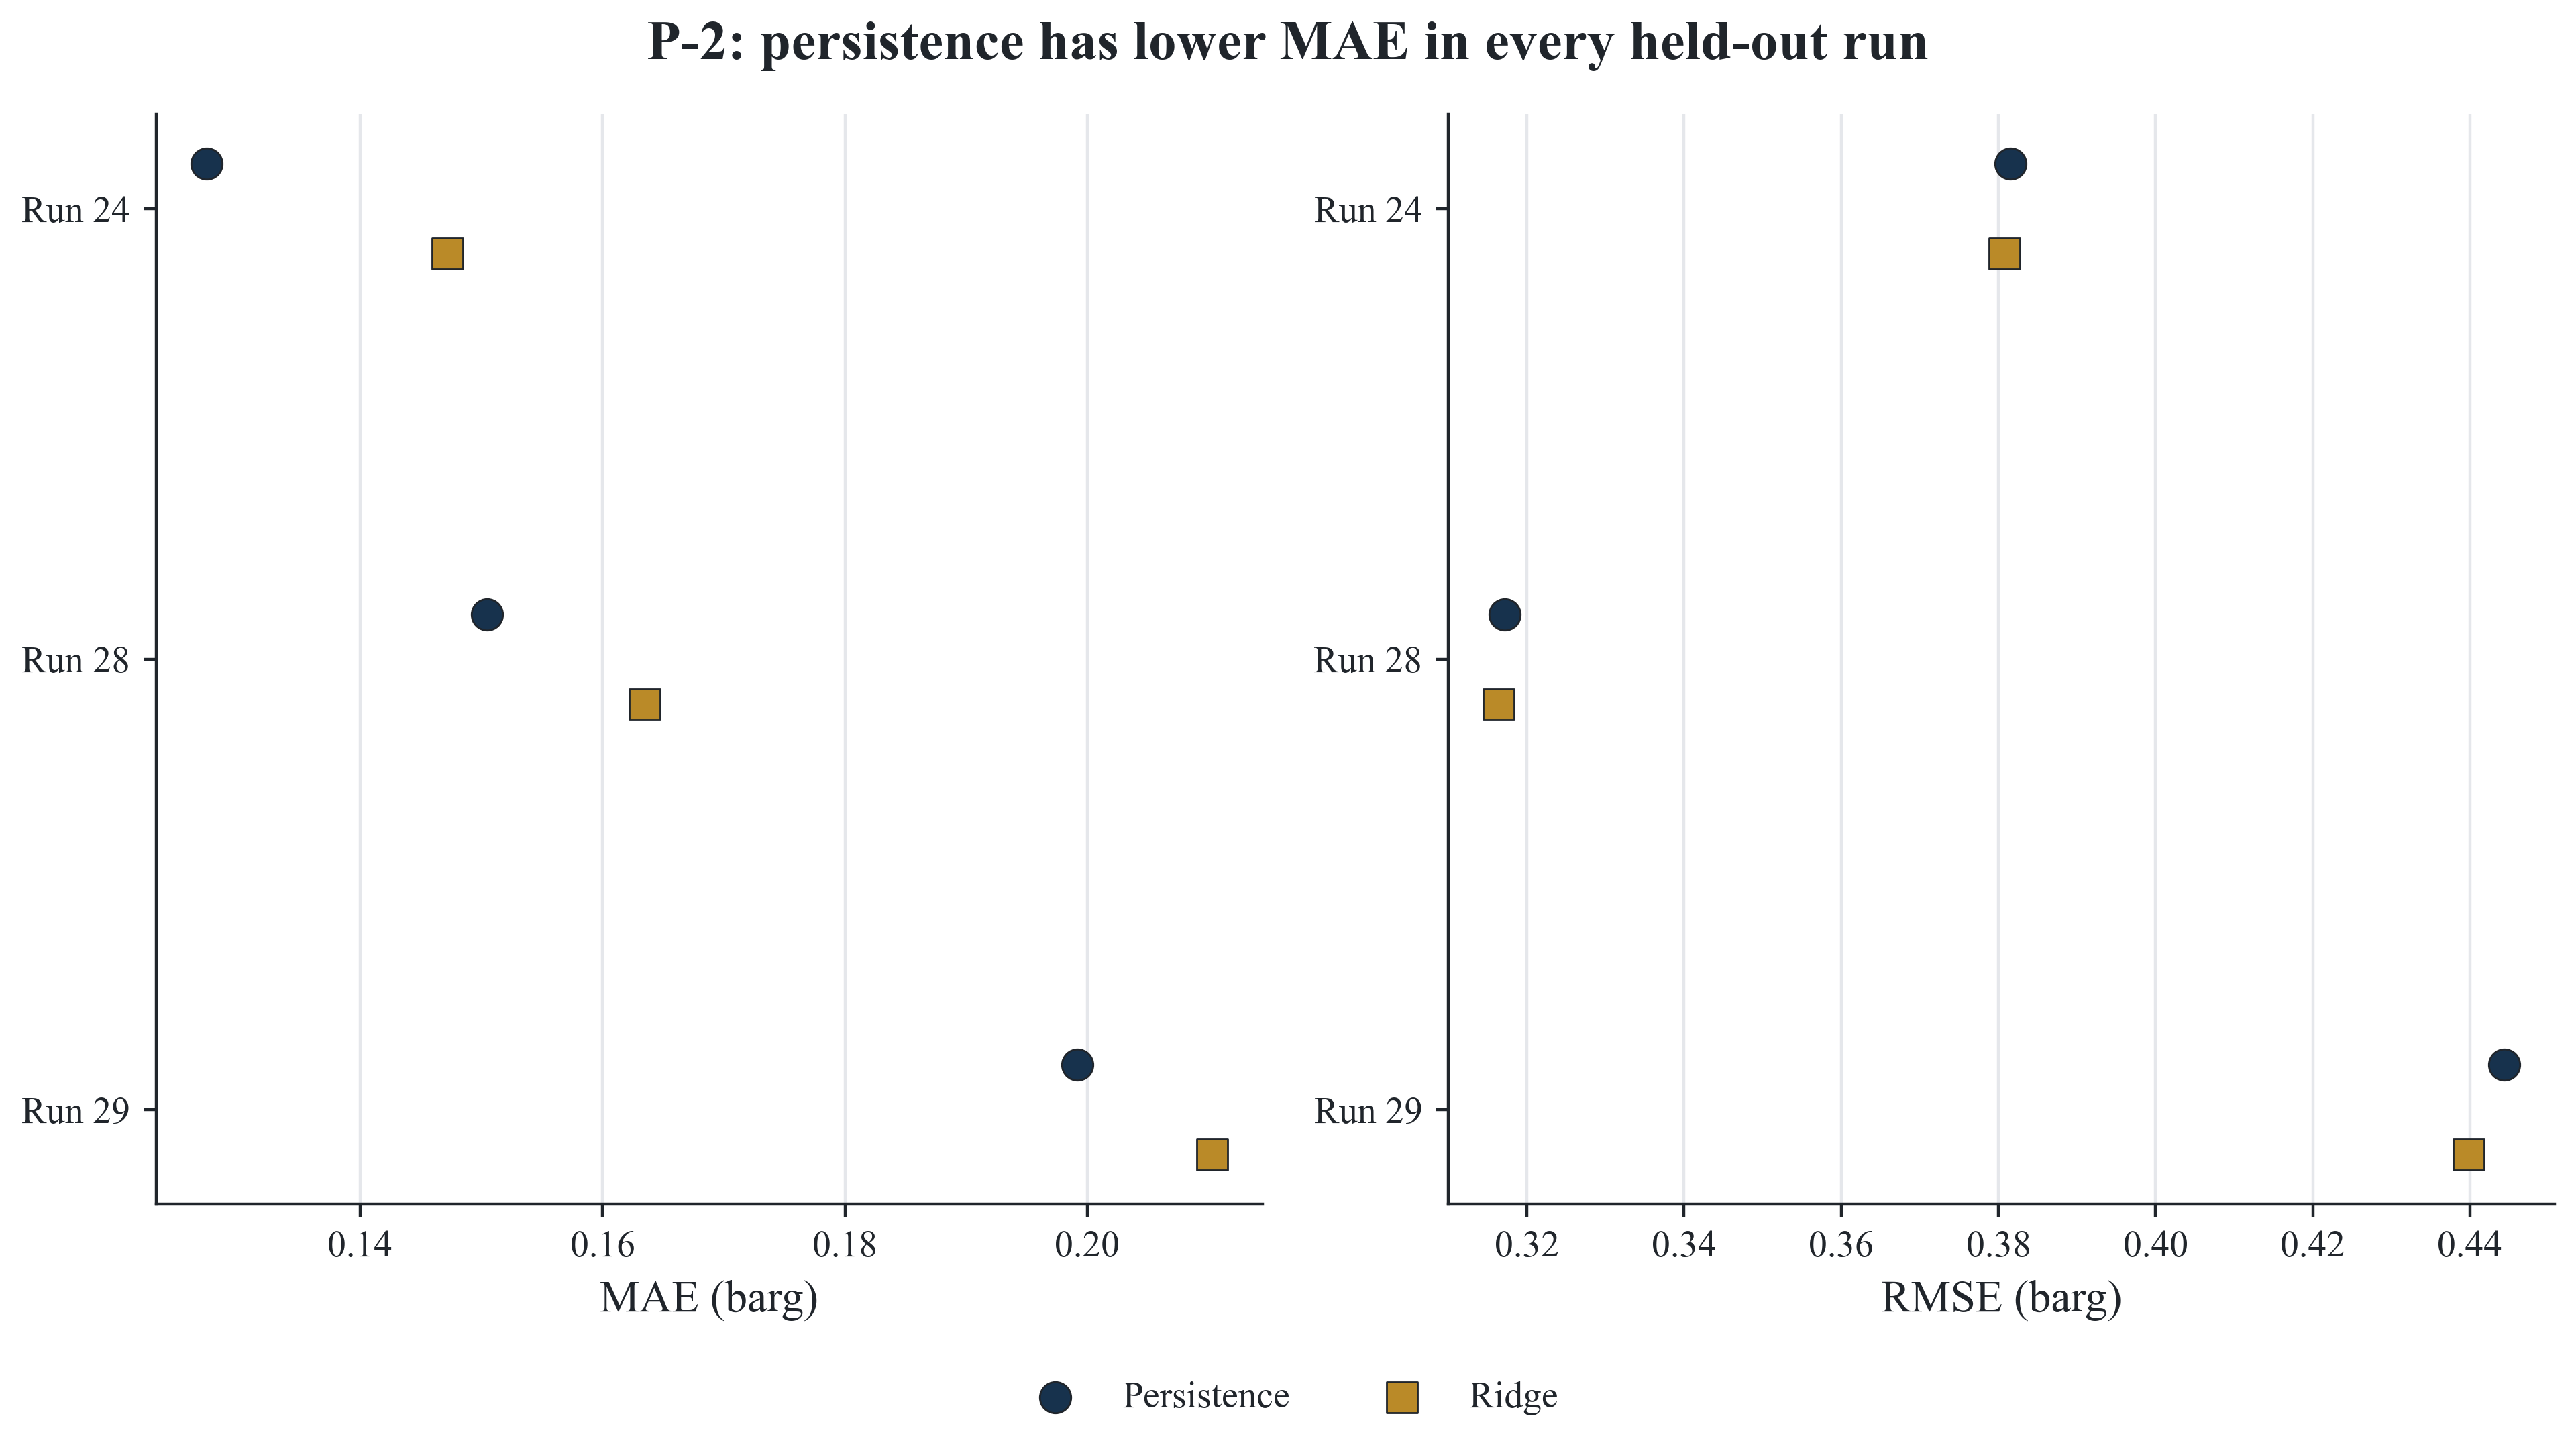 P-2: persistence has lower MAE in every held-out run
Run 24
Run 28
Run 29
0.14 0.16 0.18 0.20
MAE (barg)
Run 24
Run 28
Run 29
0.32 0.34 0.36 0.38 0.40 0.42 0.44
RMSE (barg)
Persistence Ridge